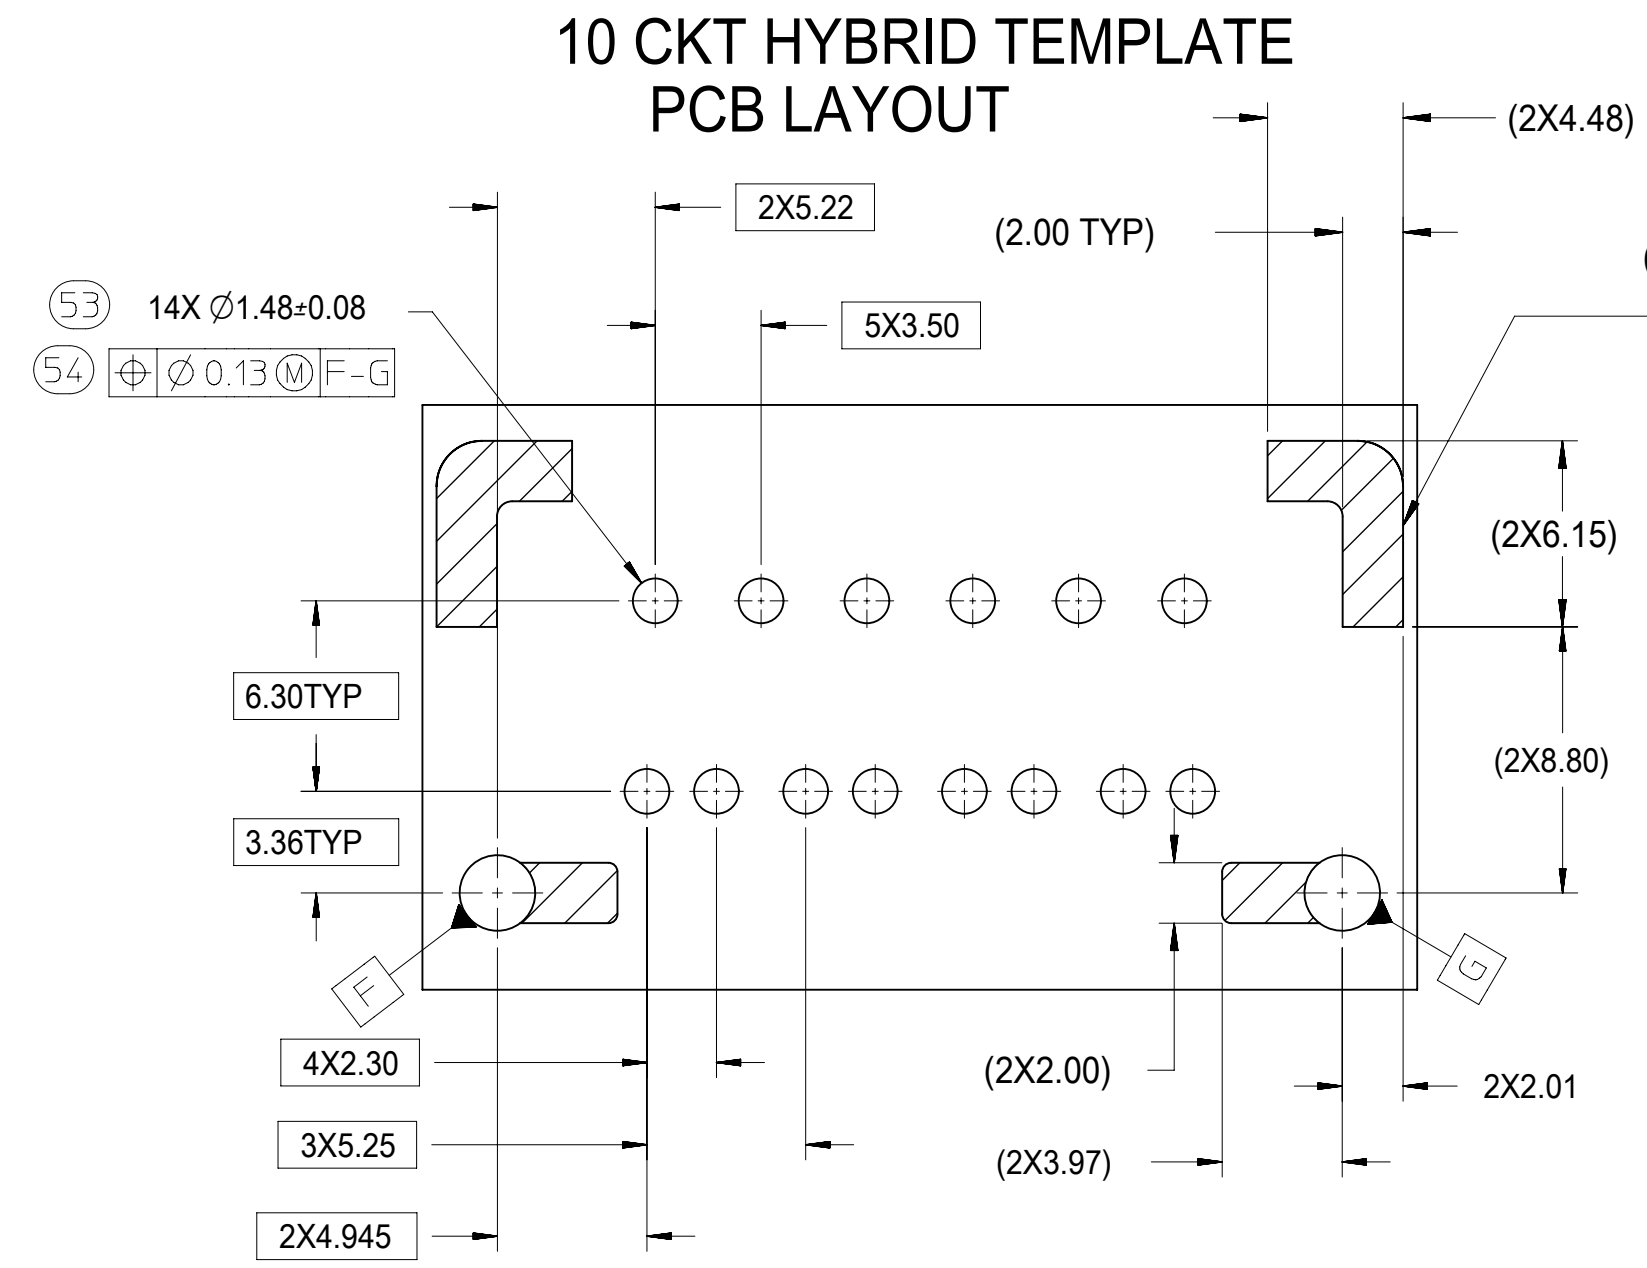 10 CKT HYBRID TEMPLATE
PCB LAYOUT
(2X4.48)
2X5.22
(2.00 TYP)
(
53 14X Ø1.48±0.08
5X3.50
54 ⌖ Ø 0.13 Ⓜ F-G
(2X6.15)
6.30TYP
(2X8.80)
3.36TYP
F
G
4X2.30
(2X2.00)
2X2.01
3X5.25
(2X3.97)
2X4.945